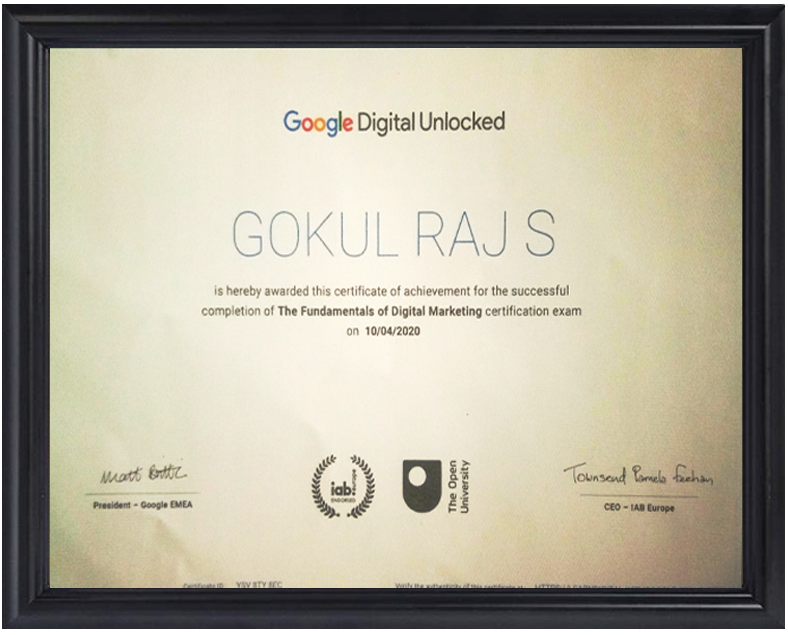 Google Digital Unlocked
GOKUL RAJ S
is hereby awarded this certificate of achievement for the successful
completion of The Fundamentals of Digital Marketing certification exam
on 10/04/2020
Matt Brittin
President - Google EMEA
iab:
europe
ENDORSED
The Open
University
Townsend Pamela Feehan
CEO - IAB Europe
Certificate ID: YSV 8TY 8EC
Verify the authenticity of this certificate at